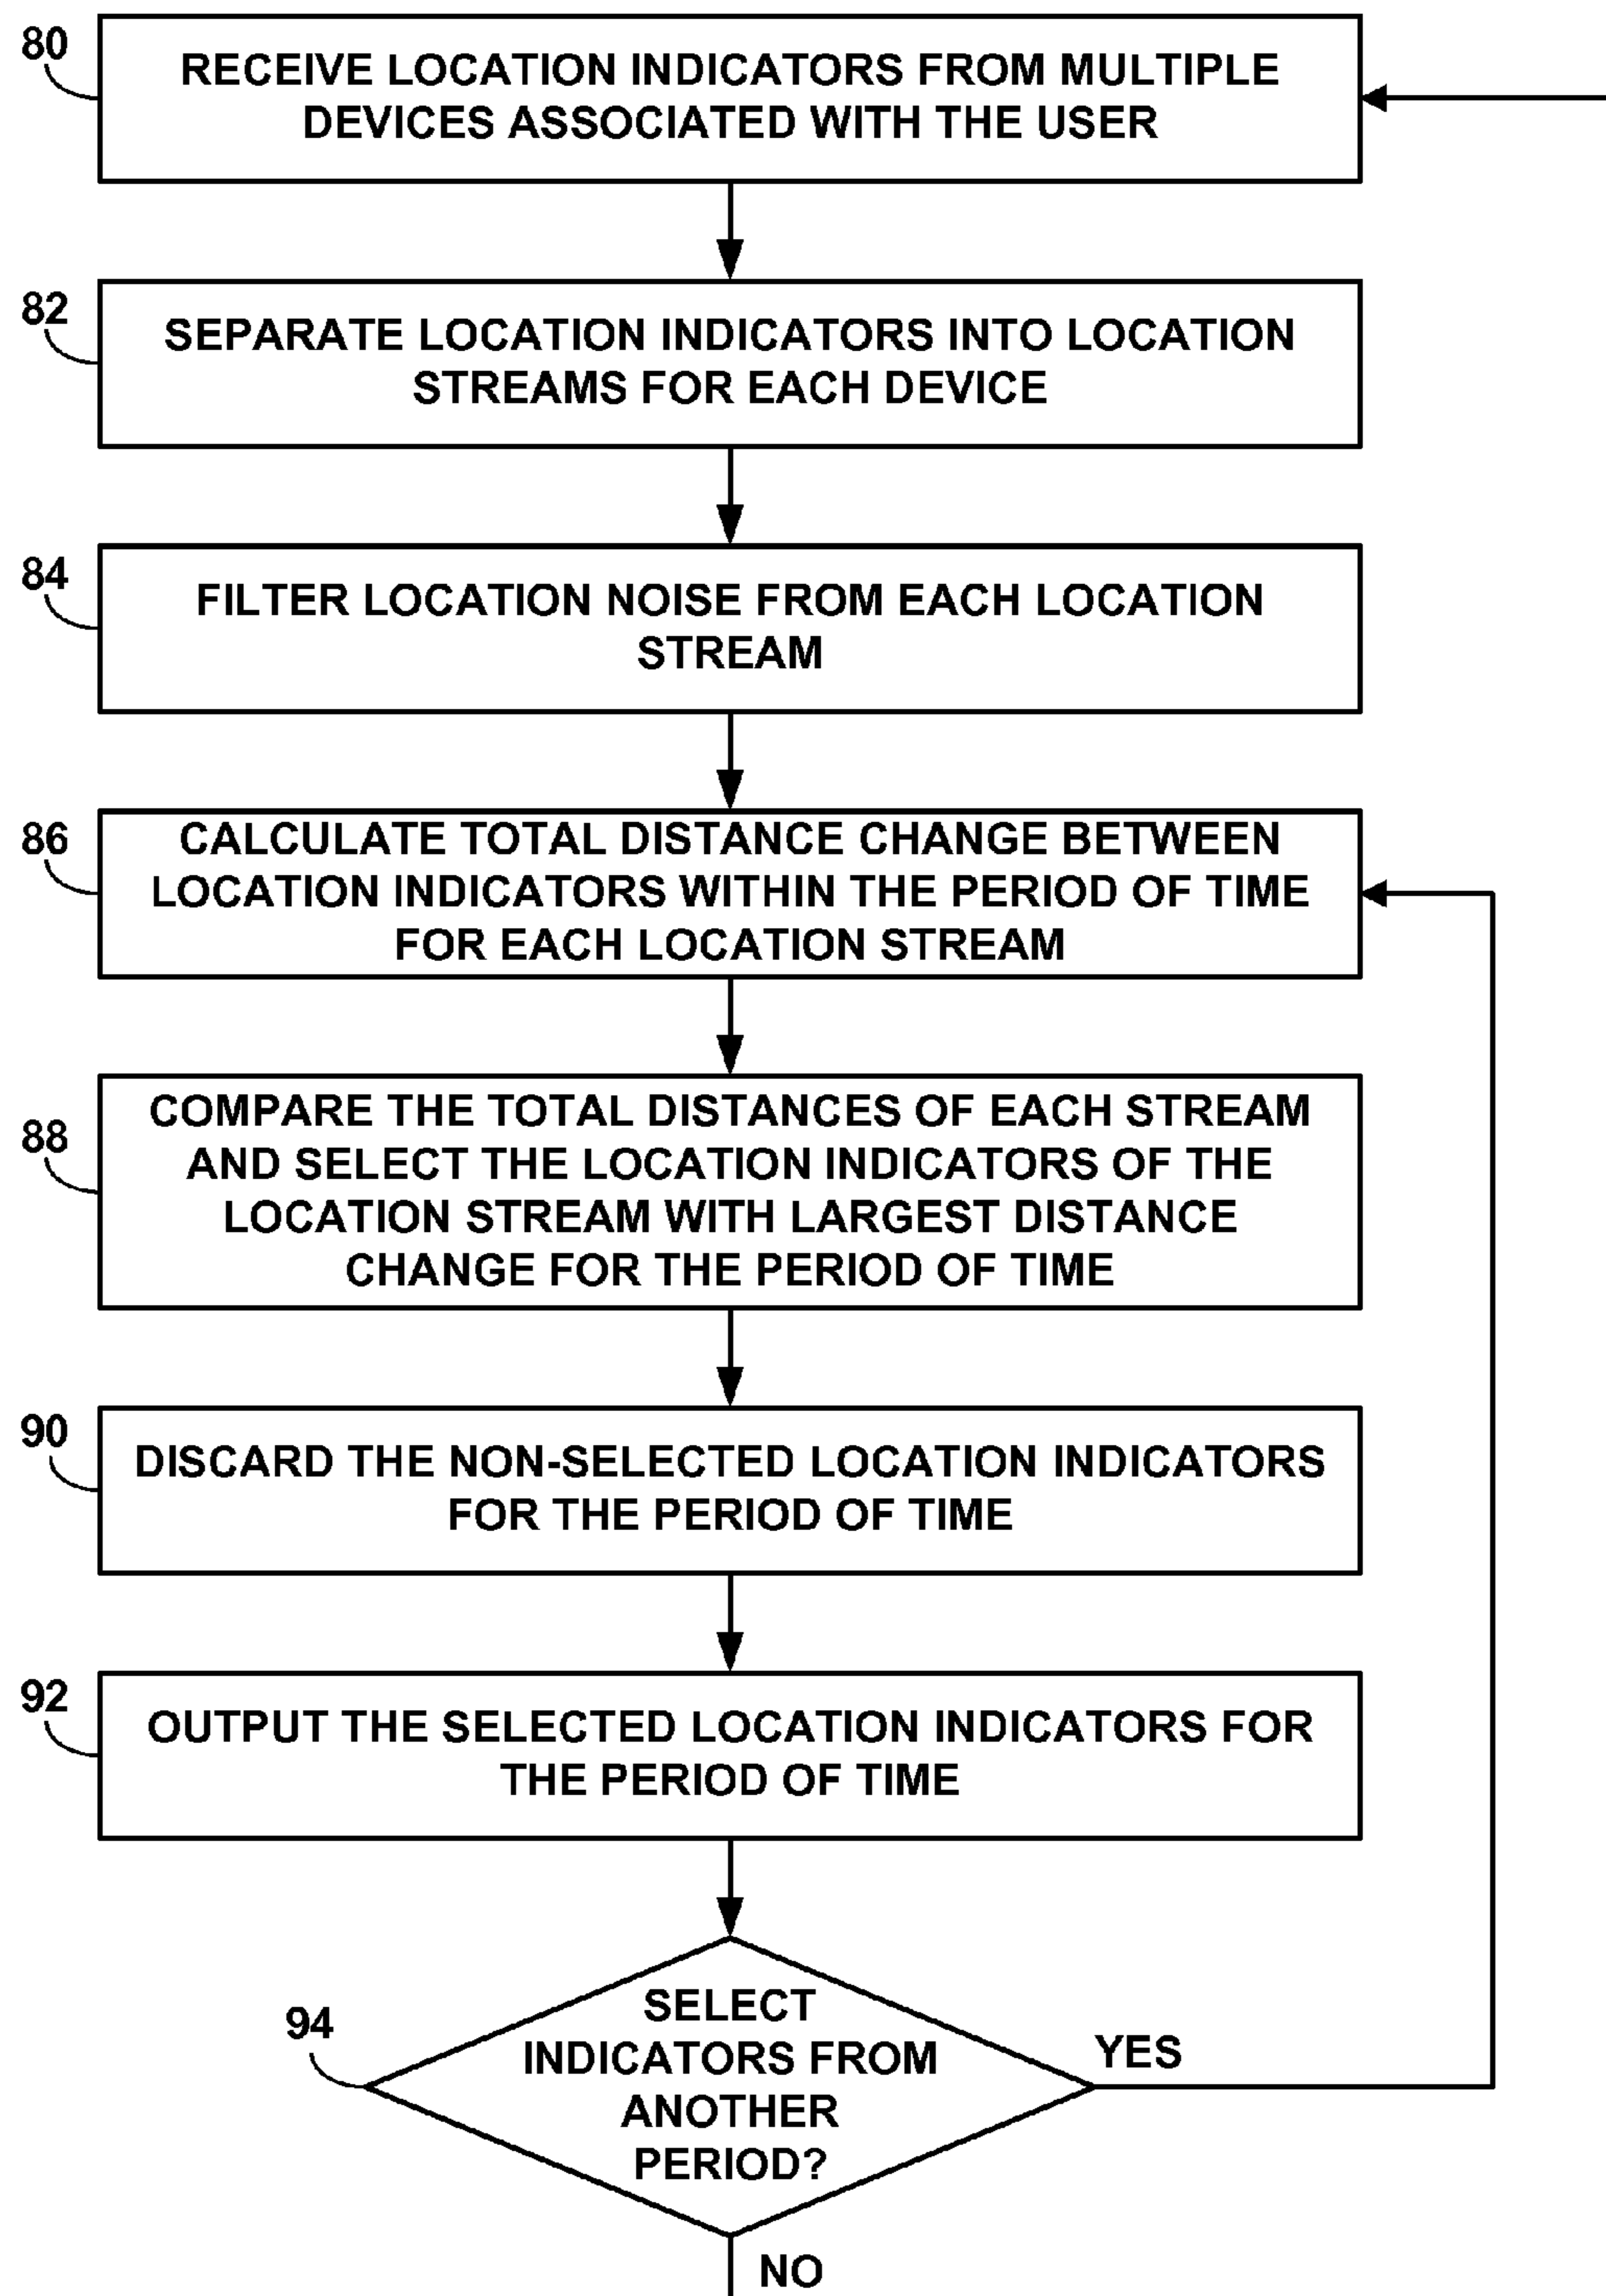 80
RECEIVE LOCATION INDICATORS FROM MULTIPLE
DEVICES ASSOCIATED WITH THE USER
82
SEPARATE LOCATION INDICATORS INTO LOCATION
STREAMS FOR EACH DEVICE
84
FILTER LOCATION NOISE FROM EACH LOCATION
STREAM
86
CALCULATE TOTAL DISTANCE CHANGE BETWEEN
LOCATION INDICATORS WITHIN THE PERIOD OF TIME
FOR EACH LOCATION STREAM
88
COMPARE THE TOTAL DISTANCES OF EACH STREAM
AND SELECT THE LOCATION INDICATORS OF THE
LOCATION STREAM WITH LARGEST DISTANCE
CHANGE FOR THE PERIOD OF TIME
90
DISCARD THE NON-SELECTED LOCATION INDICATORS
FOR THE PERIOD OF TIME
92
OUTPUT THE SELECTED LOCATION INDICATORS FOR
THE PERIOD OF TIME
94
SELECT
INDICATORS FROM
ANOTHER
PERIOD?
YES
NO